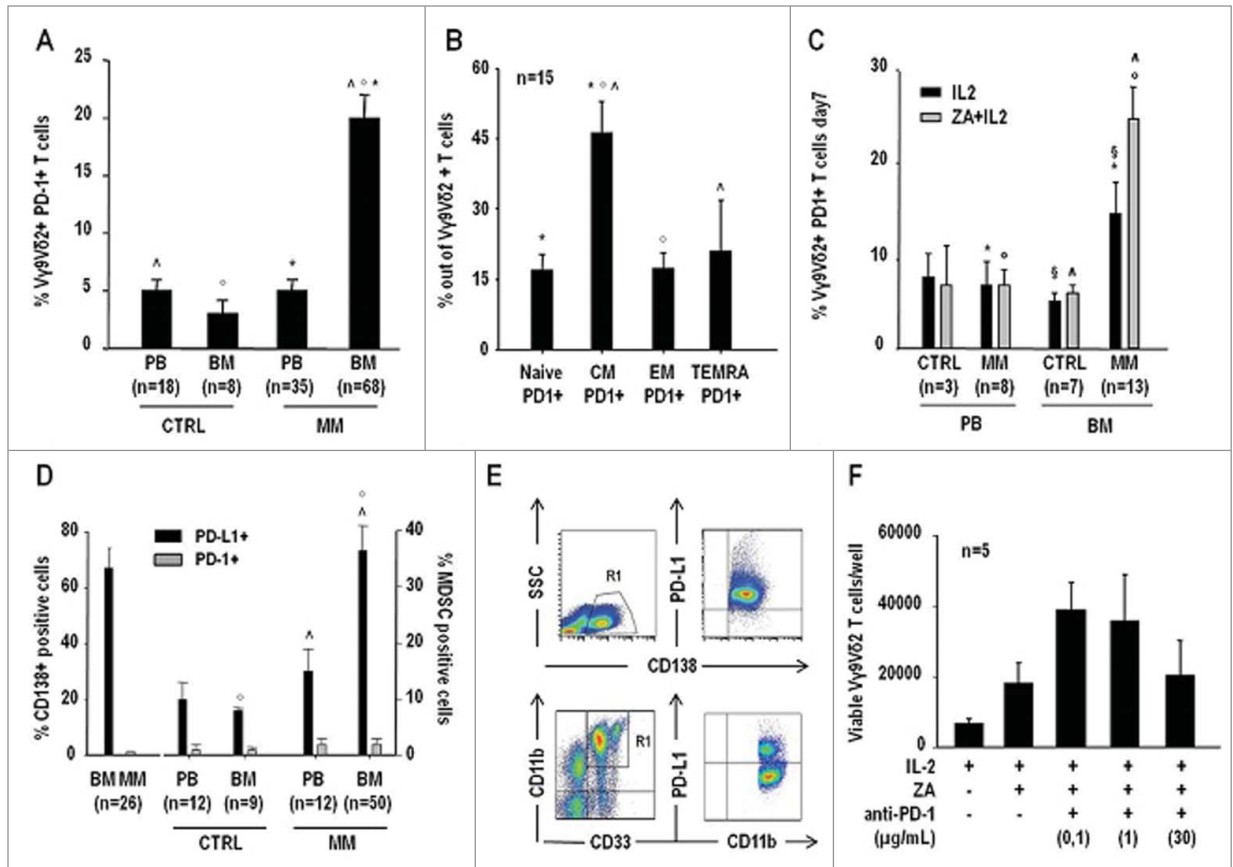 A
25
20
15
10
5
0
% Vγ9Vδ2+ PD-1+ T cells
^ ◦ *
^
◦
*
PB BM PB BM
(n=18) (n=8) (n=35) (n=68)
CTRL MM
B
60
45
30
15
0
% out of Vγ9Vδ2 + T cells
n=15
* ◦ ^
*
◦
^
Naive CM EM TEMRA
PD1+ PD1+ PD1+ PD1+
C
30
20
10
0
% Vγ9Vδ2+ PD1+ T cells day7
IL2
ZA+IL2
^
o
§
*
* o
§ ^
CTRL MM CTRL MM
(n=3) (n=8) (n=7) (n=13)
PB BM
D
80
60
40
20
0
% CD138+ positive cells
PD-L1+
PD-1+
◦
^
^
◦
40
30
20
10
0
% MDSC positive cells
BM MM PB BM PB BM
(n=26) (n=12) (n=9) (n=12) (n=50)
CTRL MM
E
SSC
R1
PD-L1
CD138
CD11b
R1
PD-L1
CD33 CD11b
F
60000
40000
20000
0
Viable Vγ9Vδ2 T cells/well
n=5
IL-2 + + + + +
ZA - + + + +
anti-PD-1 - - + + +
(µg/mL) (0,1) (1) (30)